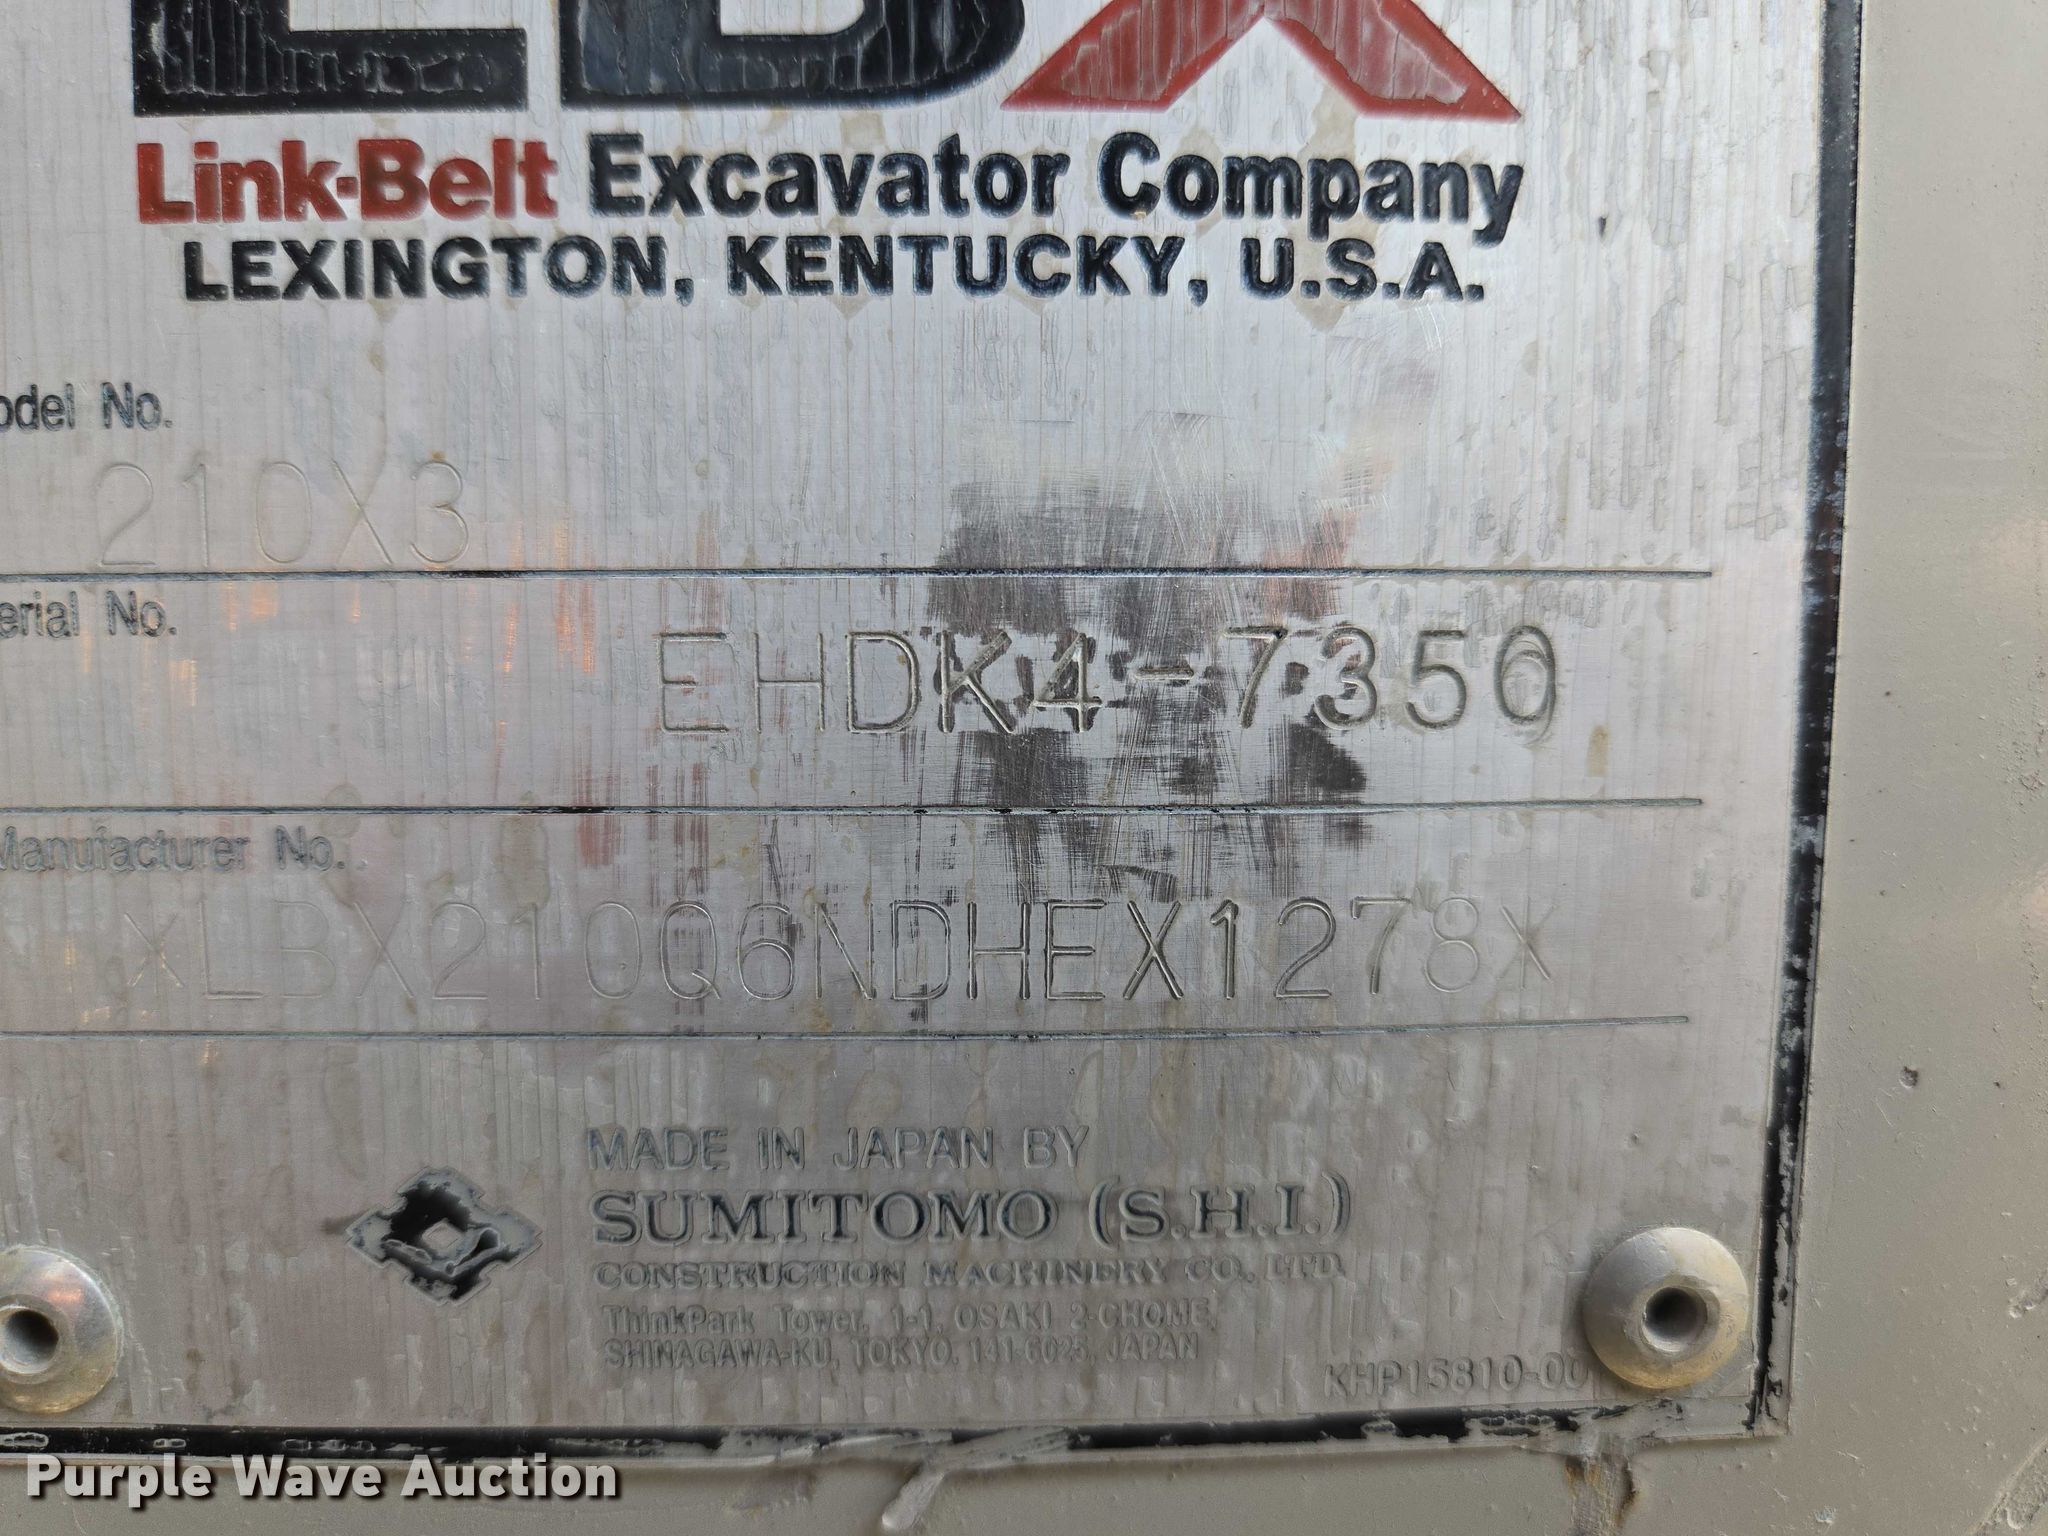 LBX
Link-Belt Excavator Company
LEXINGTON, KENTUCKY, U.S.A.
odel No.
210X3
erial No.
EHDK4-7350
Manufacturer No.
*LBX210Q6NDHEX1278*
MADE IN JAPAN BY
SUMITOMO (S.H.I.)
CONSTRUCTION MACHINERY CO., LTD.
ThinkPark Tower, 1-1, OSAKI 2-CHOME,
SHINAGAWA-KU, TOKYO, 141-6025, JAPAN
KHP15810-00
Purple Wave Auction